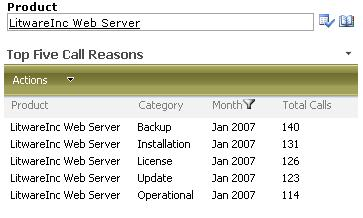 Product
LitwareInc Web Server
Top Five Call Reasons
Actions
Product Category Month Total Calls
LitwareInc Web Server Backup Jan 2007 140
LitwareInc Web Server Installation Jan 2007 131
LitwareInc Web Server License Jan 2007 126
LitwareInc Web Server Update Jan 2007 123
LitwareInc Web Server Operational Jan 2007 114